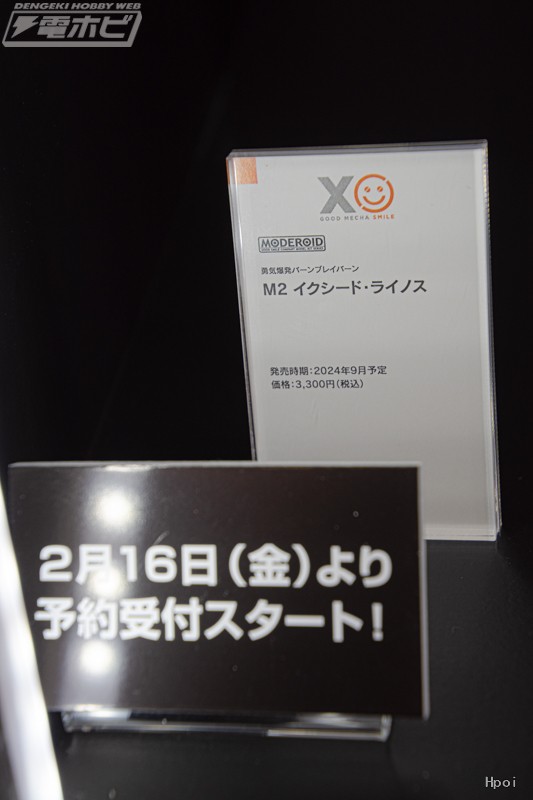 DENGEKI HOBBY WEB
電ホビ
XO
GOOD MECHA SMILE
MODEROID
勇気爆発バーンブレイバーン
M2 イクシード・ライノス
発売時期：2024年9月予定
価格：3,300円（税込）
2月16日（金）より
予約受付スタート！
Hpoi